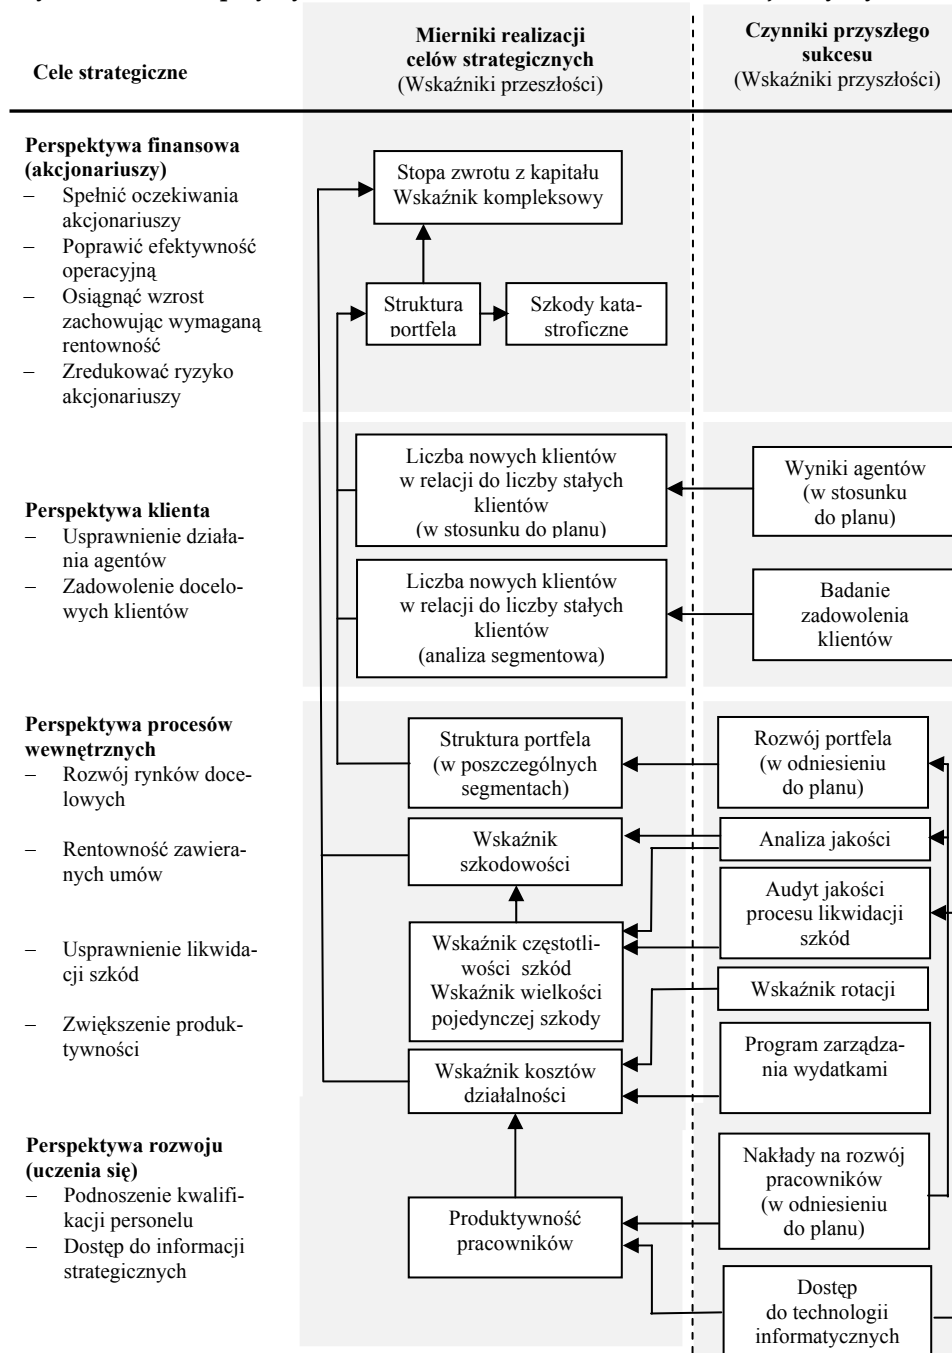 Cele strategiczne
Mierniki realizacji
celów strategicznych
(Wskaźniki przeszłości)
Czynniki przyszłego
sukcesu
(Wskaźniki przyszłości)
Perspektywa finansowa
(akcjonariuszy)
– Spełnić oczekiwania
akcjonariuszy
– Poprawić efektywność
operacyjną
– Osiągnąć wzrost
zachowując wymaganą
rentowność
– Zredukować ryzyko
akcjonariuszy
Stopa zwrotu z kapitału
Wskaźnik kompleksowy
Struktura
portfela
Szkody kata-
stroficzne
Perspektywa klienta
– Usprawnienie działa-
nia agentów
– Zadowolenie docelo-
wych klientów
Liczba nowych klientów
w relacji do liczby stałych
klientów
(w stosunku do planu)
Wyniki agentów
(w stosunku
do planu)
Liczba nowych klientów
w relacji do liczby stałych
klientów
(analiza segmentowa)
Badanie
zadowolenia
klientów
Perspektywa procesów
wewnętrznych
– Rozwój rynków doce-
lowych
– Rentowność zawiera-
nych umów
– Usprawnienie likwida-
cji szkód
– Zwiększenie produk-
tywności
Struktura portfela
(w poszczególnych
segmentach)
Rozwój portfela
(w odniesieniu
do planu)
Wskaźnik
szkodowości
Analiza jakości
Audyt jakości
procesu likwidacji
szkód
Wskaźnik częstotli-
wości szkód
Wskaźnik wielkości
pojedynczej szkody
Wskaźnik rotacji
Wskaźnik kosztów
działalności
Program zarządza-
nia wydatkami
Perspektywa rozwoju
(uczenia się)
– Podnoszenie kwalifi-
kacji personelu
– Dostęp do informacji
strategicznych
Produktywność
pracowników
Nakłady na rozwój
pracowników
(w odniesieniu
do planu)
Dostęp
do technologii
informatycznych